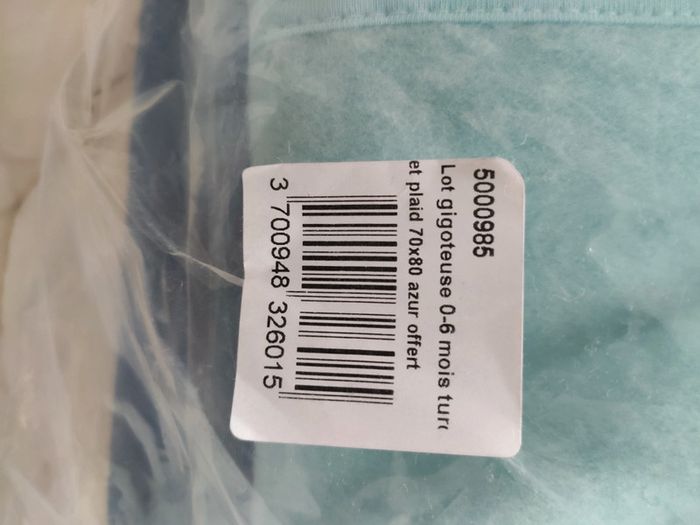 5000985
Lot gigoteuse 0-6 mois tur
et plaid 70x80 azur offert
3 700948 326015